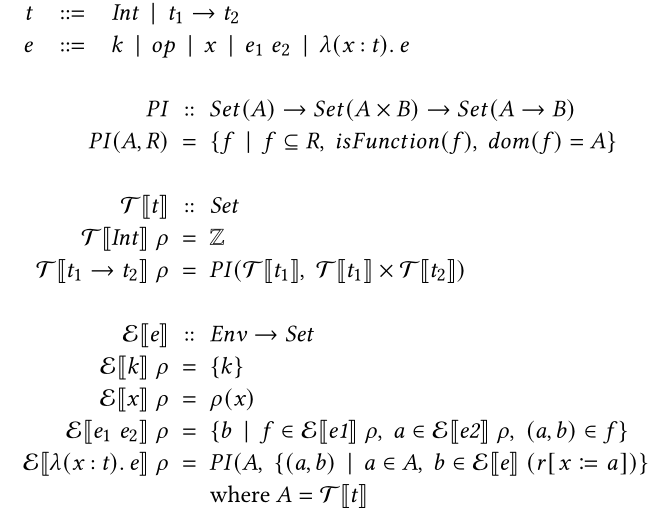 t ::= Int | t₁ → t₂
e ::= k | op | x | e₁ e₂ | λ(x : t). e
PI :: Set(A) → Set(A × B) → Set(A → B)
PI(A, R) = {f | f ⊆ R, isFunction(f), dom(f) = A}
𝒯⟦t⟧ :: Set
𝒯⟦Int⟧ ρ = ℤ
𝒯⟦t₁ → t₂⟧ ρ = PI(𝒯⟦t₁⟧, 𝒯⟦t₁⟧ × 𝒯⟦t₂⟧)
ℰ⟦e⟧ :: Env → Set
ℰ⟦k⟧ ρ = {k}
ℰ⟦x⟧ ρ = ρ(x)
ℰ⟦e₁ e₂⟧ ρ = {b | f ∈ ℰ⟦e1⟧ ρ, a ∈ ℰ⟦e2⟧ ρ, (a, b) ∈ f}
ℰ⟦λ(x : t). e⟧ ρ = PI(A, {(a, b) | a ∈ A, b ∈ ℰ⟦e⟧ (r[x ≔ a])}
where A = 𝒯⟦t⟧